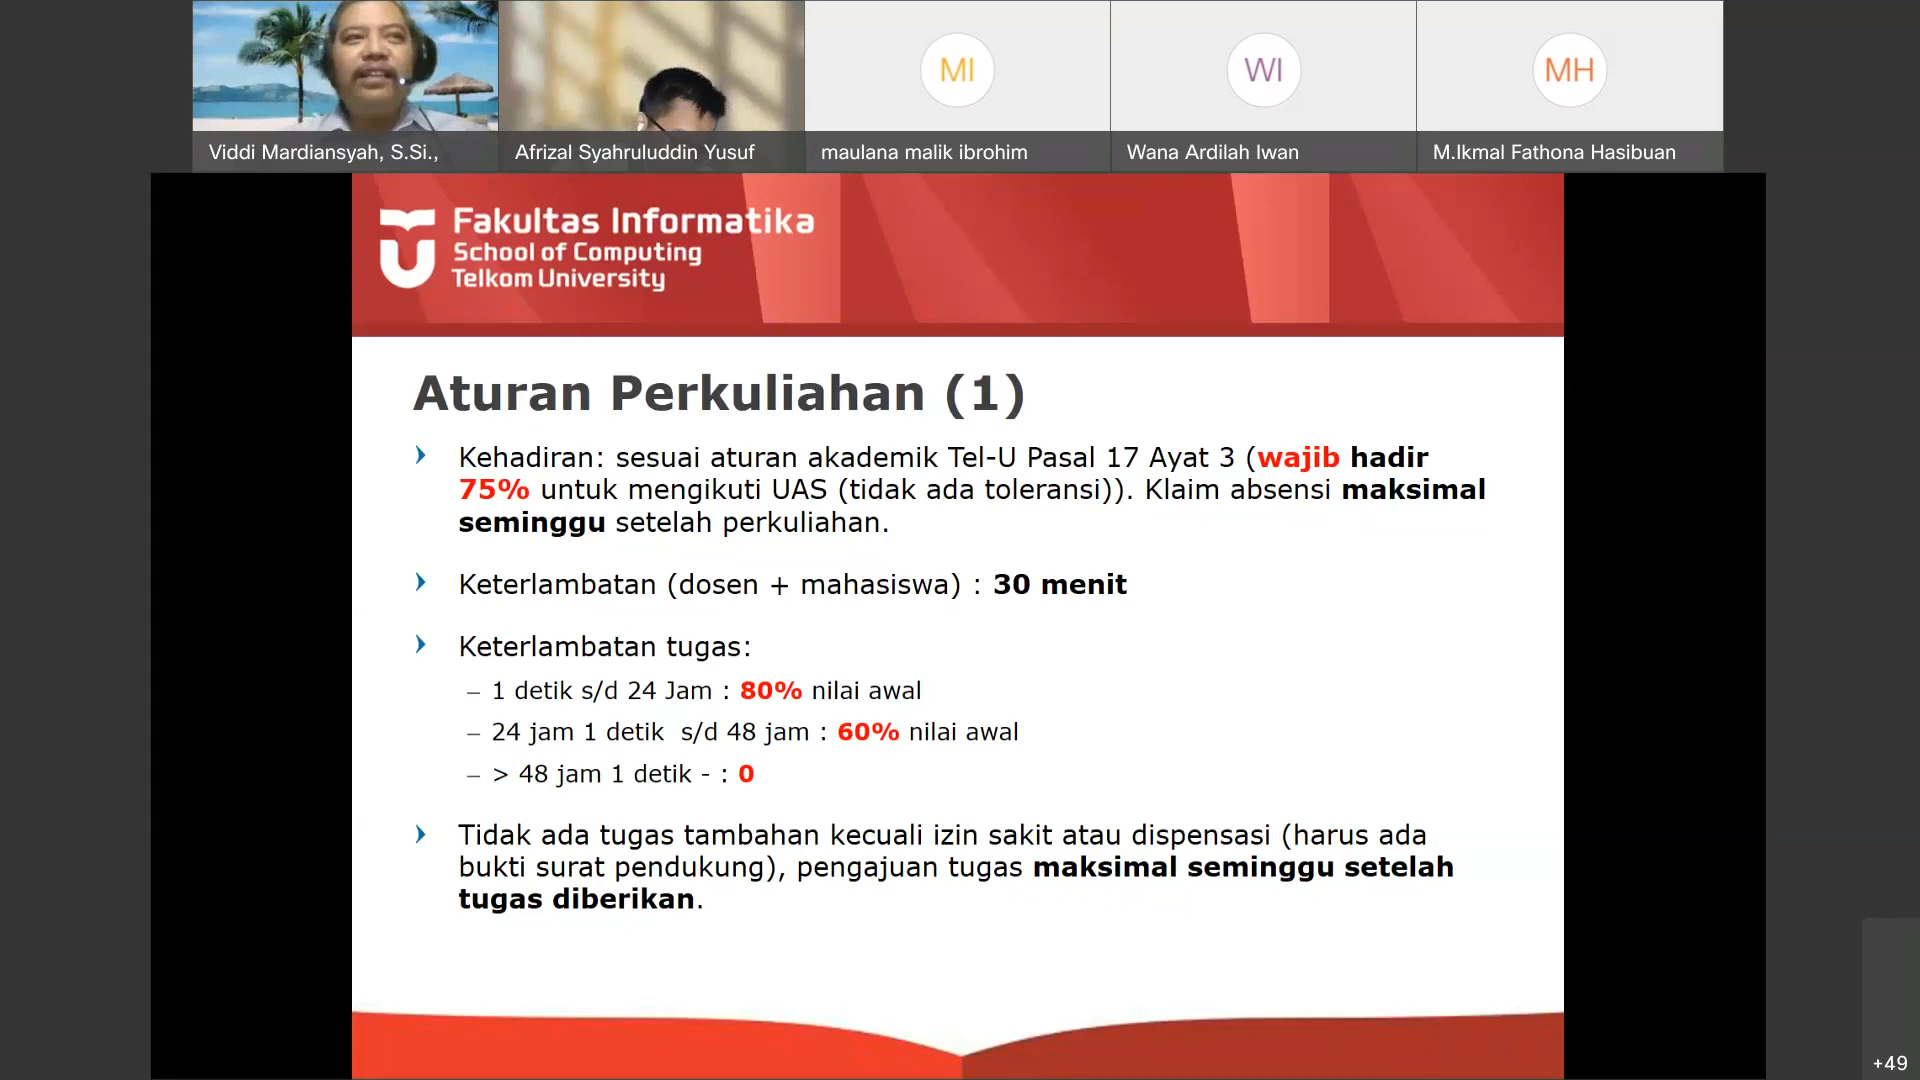 MI
WI
MH
Viddi Mardiansyah, S.Si.,
Afrizal Syahruluddin Yusuf
maulana malik ibrohim
Wana Ardilah Iwan
M.Ikmal Fathona Hasibuan
Fakultas Informatika
School of Computing
Telkom University
Aturan Perkuliahan (1)
Kehadiran: sesuai aturan akademik Tel-U Pasal 17 Ayat 3 (wajib hadir
75% untuk mengikuti UAS (tidak ada toleransi)). Klaim absensi maksimal
seminggu setelah perkuliahan.
Keterlambatan (dosen + mahasiswa) : 30 menit
Keterlambatan tugas:
– 1 detik s/d 24 Jam : 80% nilai awal
– 24 jam 1 detik  s/d 48 jam : 60% nilai awal
– > 48 jam 1 detik - : 0
Tidak ada tugas tambahan kecuali izin sakit atau dispensasi (harus ada
bukti surat pendukung), pengajuan tugas maksimal seminggu setelah
tugas diberikan.
+49